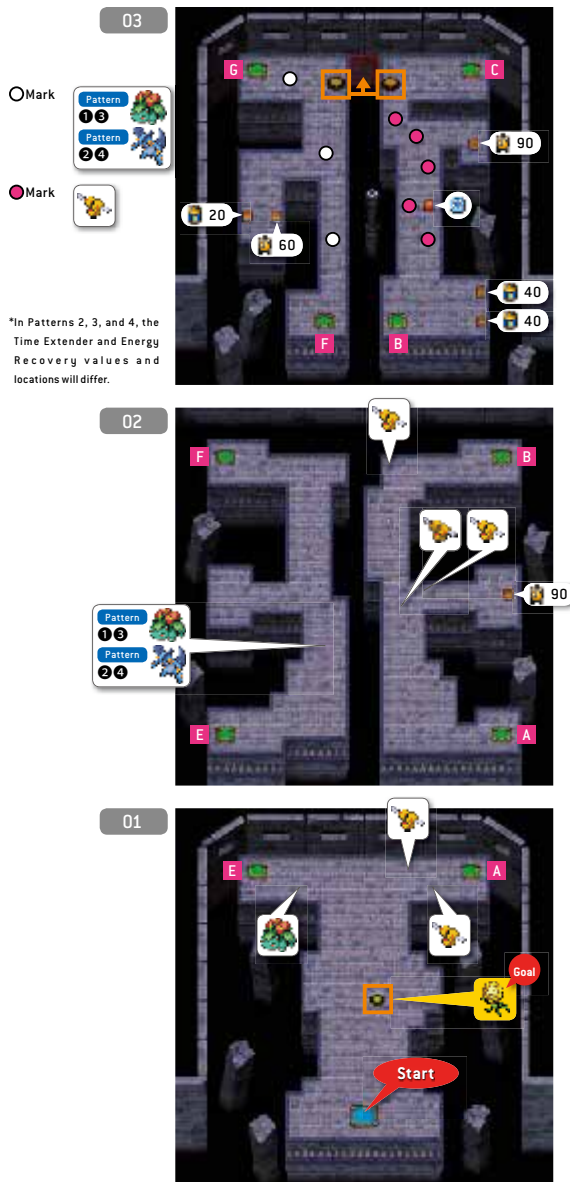 03
G
C
Mark
Pattern
❶❸
Pattern
❷❹
90
Mark
20
60
40
40
*In Patterns 2, 3, and 4, the
Time Extender and Energy
Recovery values and
locations will differ.
F
B
02
F
B
90
Pattern
❶❸
Pattern
❷❹
E
A
01
E
A
Goal
Start